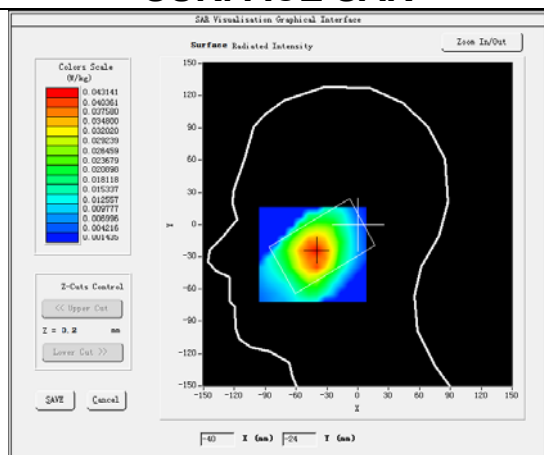 SAR Visualisation Graphical Interface
Surface Radiated Intensity
Zoom In/Out
Colors Scale
(W/kg)
0.043141
0.040361
0.037580
0.034800
0.032020
0.029239
0.026459
0.023679
0.020898
0.018118
0.015337
0.012557
0.009777
0.006996
0.004216
0.001435
150
120
90
60
30
0
-30
-60
-90
-120
-150
Y
-150 -120 -90 -60 -30 0 30 60 90 120 150
X
Z-Cuts Control
<< Upper Cut
Z = 0.2 mm
Lower Cut >>
SAVE Cancel
-40 X (mm) -24 Y (mm)